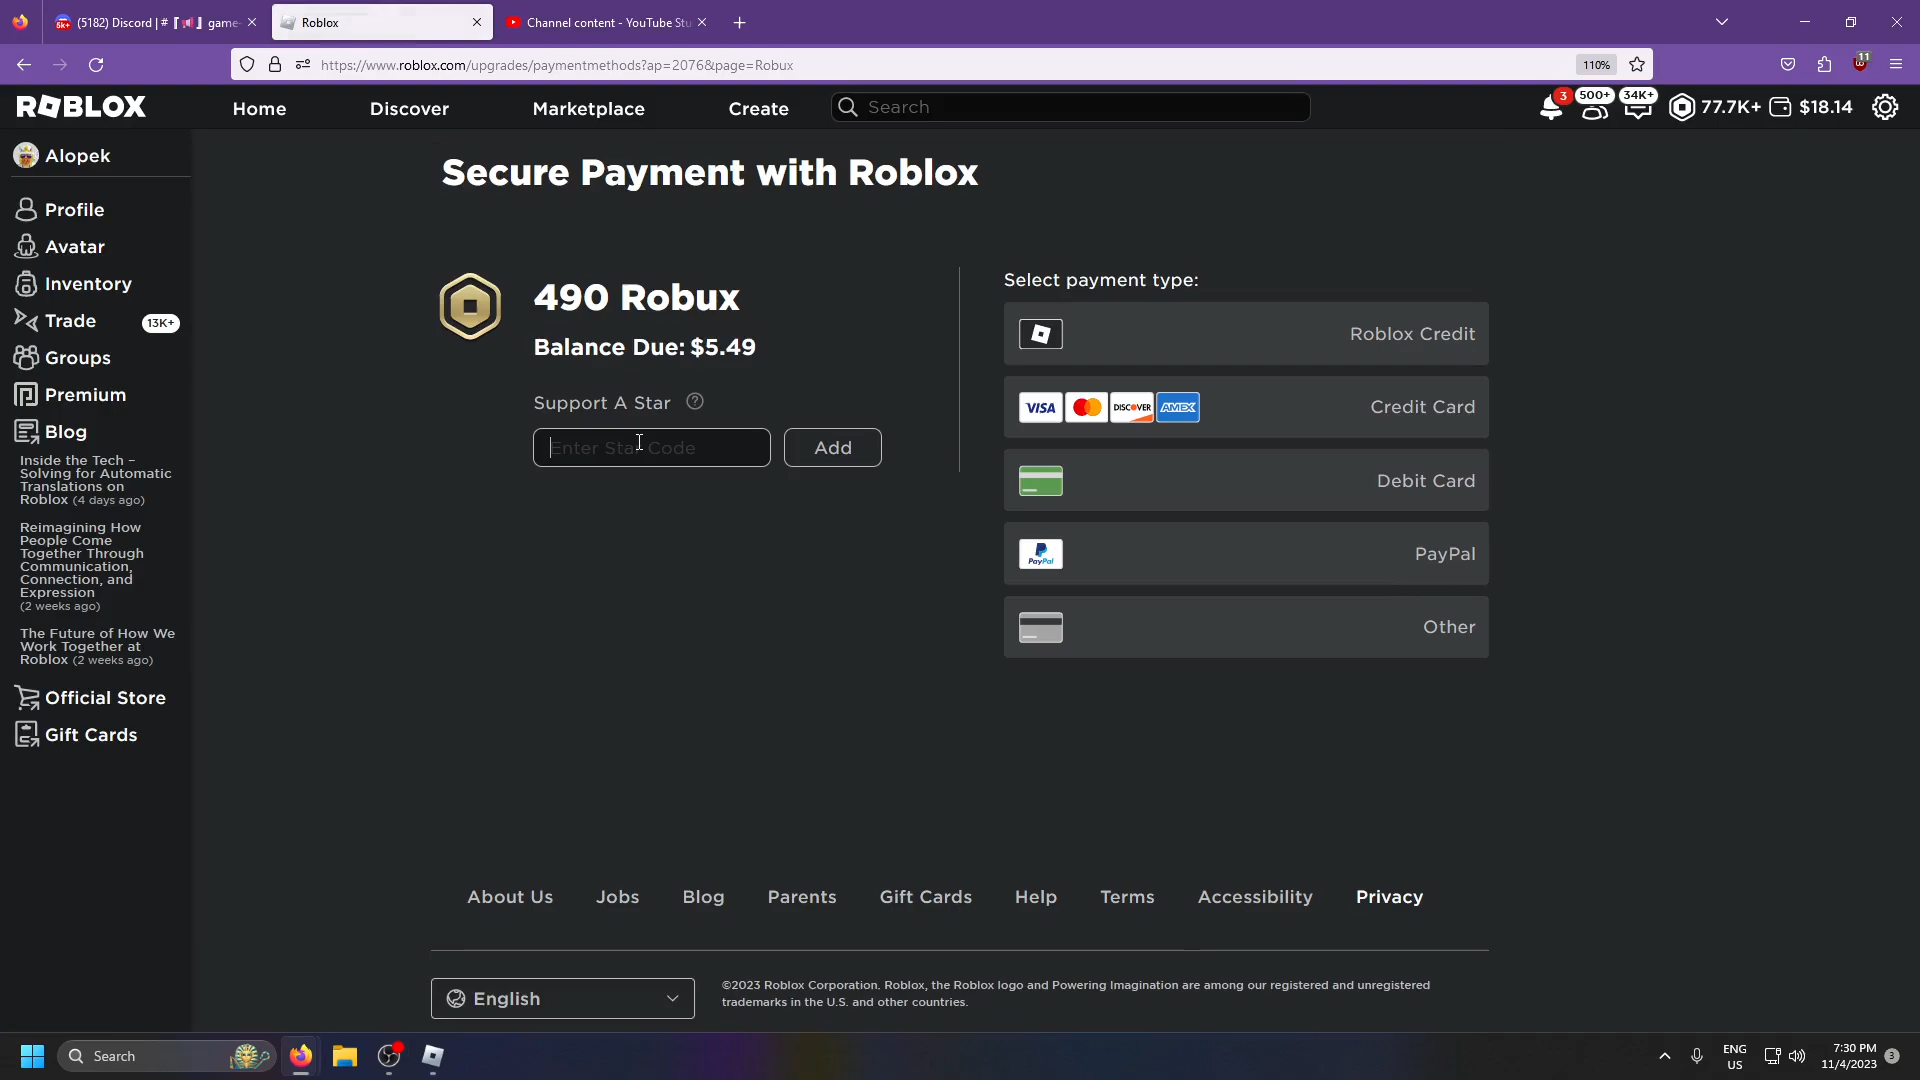 (5182) Discord | # 『📢』game-
Roblox
Channel content - YouTube Stu
https://www.roblox.com/upgrades/paymentmethods?ap=2076&page=Robux
110%
11
ROBLOX
Home
Discover
Marketplace
Create
Search
3
500+
34K+
77.7K+
$18.14
Alopek
Profile
Avatar
Inventory
Trade
13K+
Groups
Premium
Blog
Inside the Tech –
Solving for Automatic
Translations on
Roblox (4 days ago)
Reimagining How
People Come
Together Through
Communication,
Connection, and
Expression
(2 weeks ago)
The Future of How We
Work Together at
Roblox (2 weeks ago)
Official Store
Gift Cards
Secure Payment with Roblox
490 Robux
Balance Due: $5.49
Support A Star ?
Enter Star Code
Add
Select payment type:
Roblox Credit
VISA
DISCOVER
AMEX
Credit Card
Debit Card
PayPal
PayPal
Other
About Us
Jobs
Blog
Parents
Gift Cards
Help
Terms
Accessibility
Privacy
English
©2023 Roblox Corporation. Roblox, the Roblox logo and Powering Imagination are among our registered and unregistered
trademarks in the U.S. and other countries.
Search
ENG
US
7:30 PM
11/4/2023
3